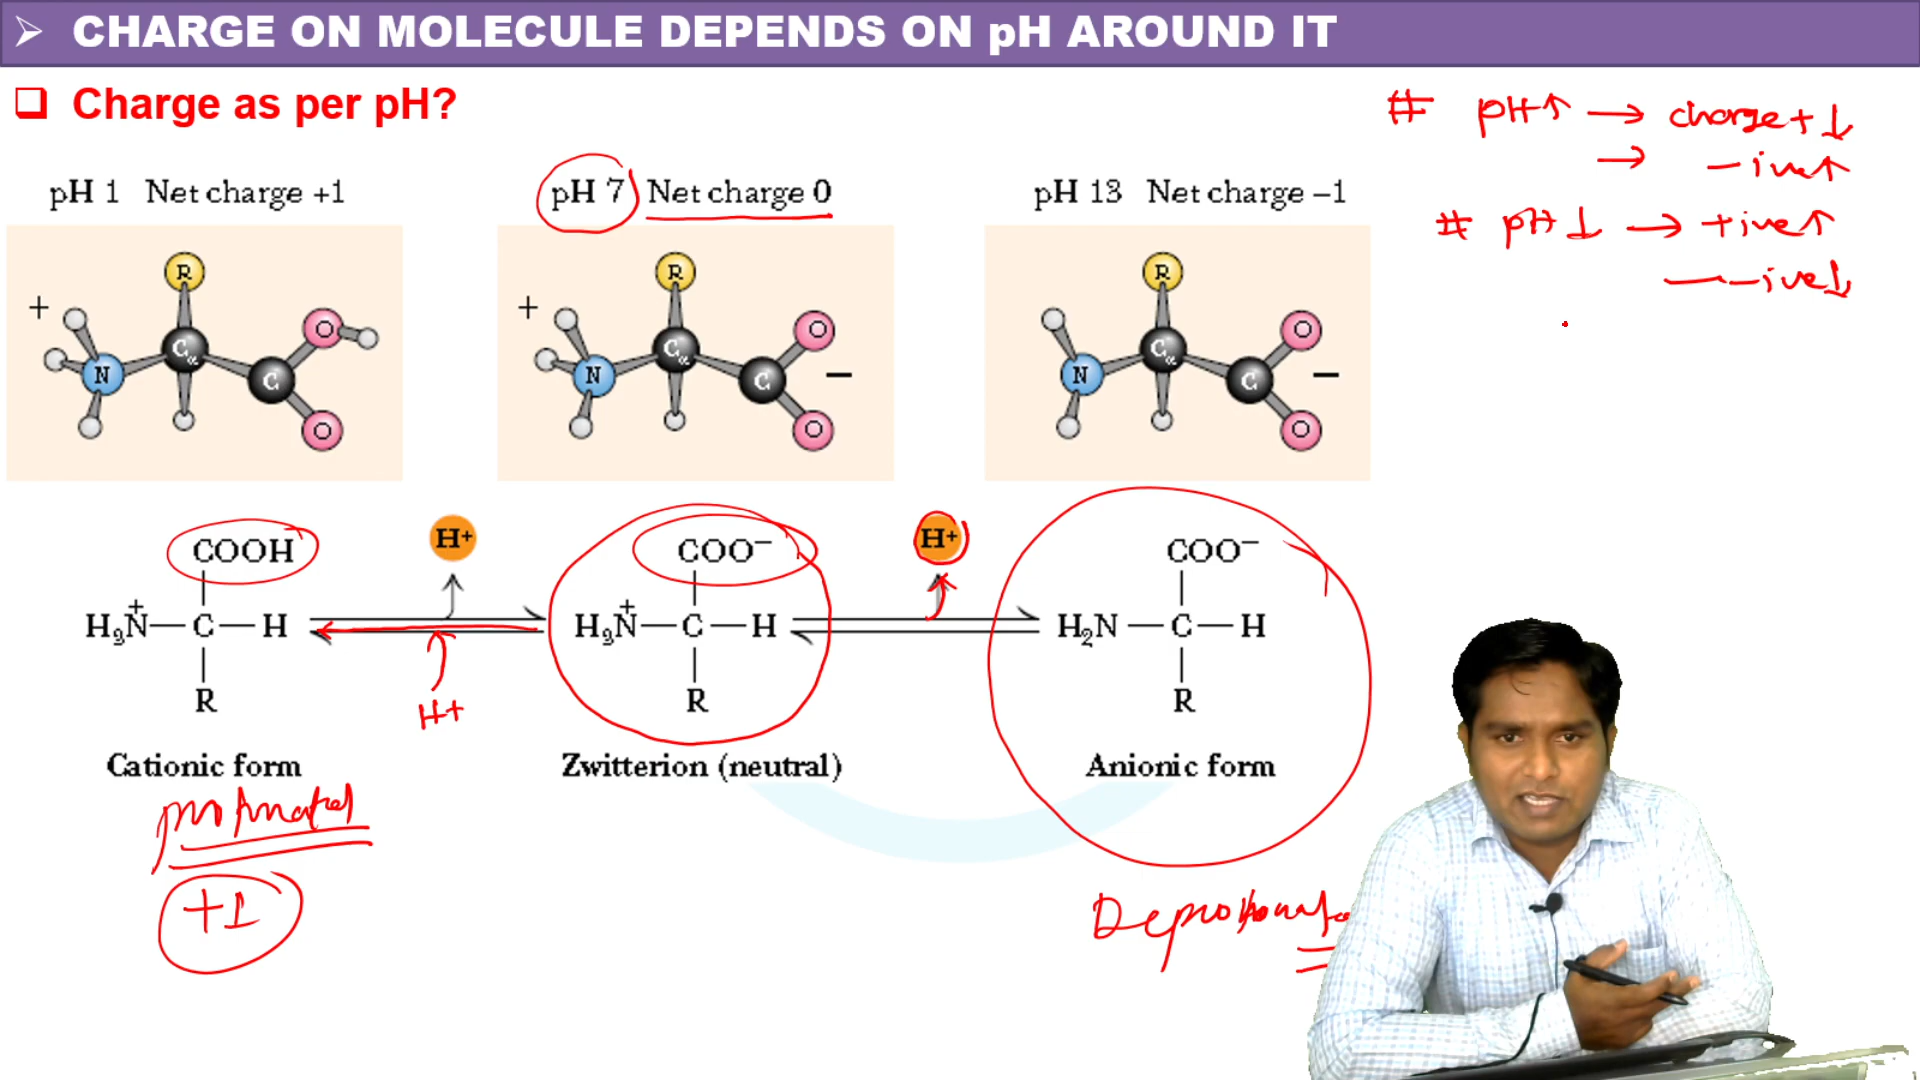 CHARGE ON MOLECULE DEPENDS ON pH AROUND IT
Charge as per pH?
# pH↑ → charge + ↓
→ -ive↑
# pH ↓ → +ive↑
-ive↓
pH 1 Net charge +1
pH 7 Net charge 0
pH 13 Net charge –1
+ R N Cα C O O
+ R N Cα C O O –
R N Cα C O O –
COOH
H+
COO–
H+
COO–
H3N+ — C — H
H3N+ — C — H
H2N — C — H
R
R
R
H+
Cationic form
Zwitterion (neutral)
Anionic form
protonated
+1